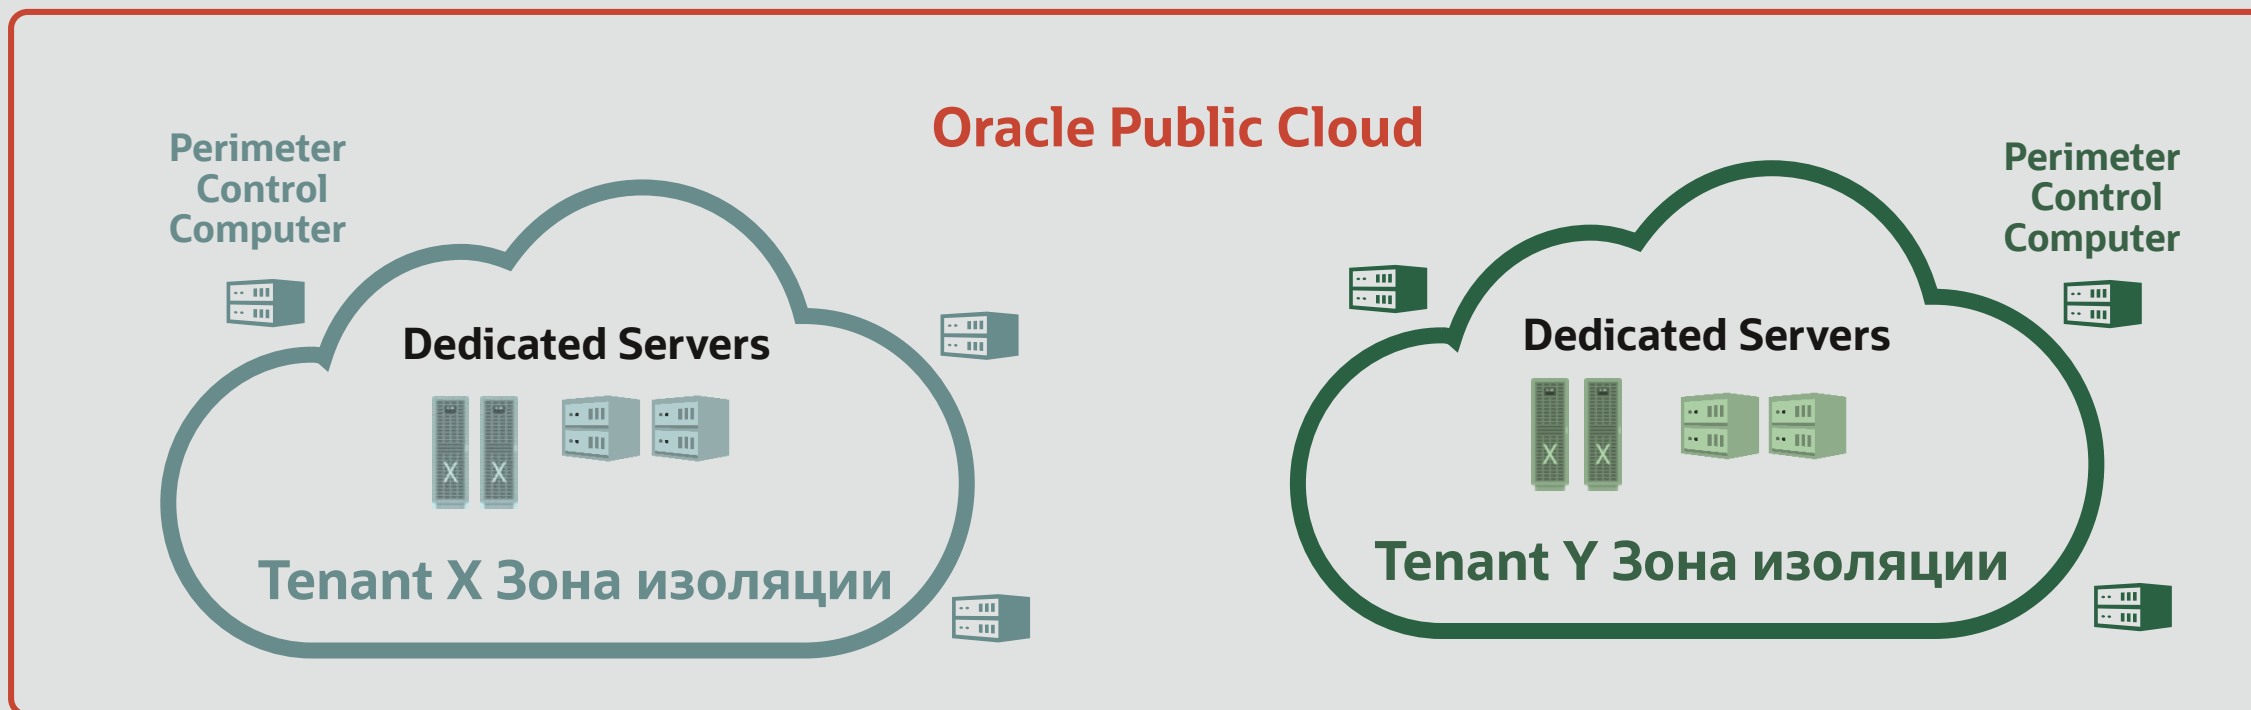 Oracle Public Cloud
Perimeter
Control
Computer
Dedicated Servers
X X
Tenant X Зона изоляции
Perimeter
Control
Computer
Dedicated Servers
X X
Tenant Y Зона изоляции